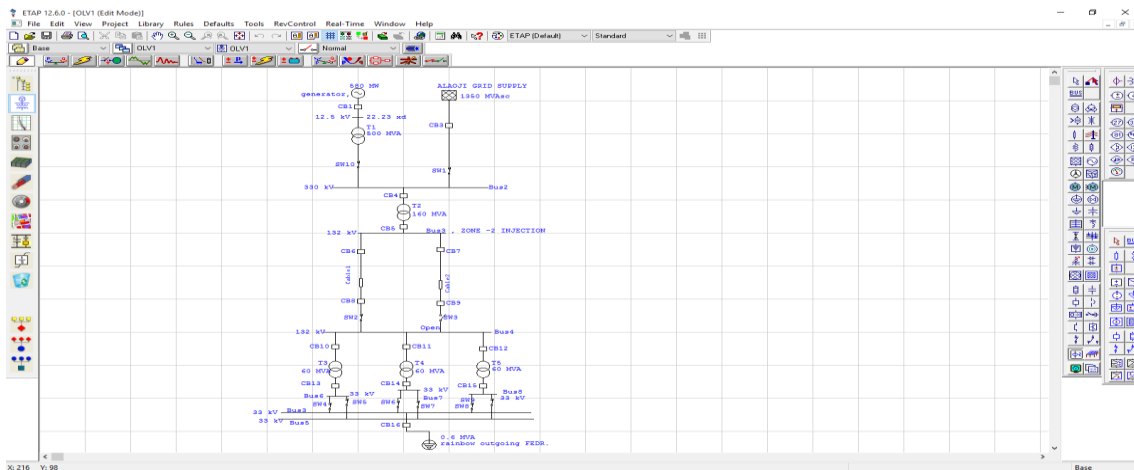 ETAP 12.6.0 - [OLV1 (Edit Mode)]
File Edit View Project Library Rules Defaults Tools RevControl Real-Time Window Help
ETAP (Default) Standard
Base OLV1 OLV1 Normal
580 MW ALAOJI GRID SUPPLY
generator, 1350 MVAsc
CB1
12.5 kV 22.23 xd CB3
T1
500 MVA
SW10 SW1
330 kV Bus2
CB4
T2
160 MVA
CB5
132 kV Bus3 , ZONE -2 INJECTION
CB6 CB7
Cable1 Cable2
CB8 CB9
SW2 SW3
Open
132 kV Bus4
CB10 CB11 CB12
T3 T4 T5
60 MVA 60 MVA 60 MVA
CB13 CB14 CB15
Bus6 33 kV 33 kV Bus7 Bus8 33 kV
SW4 SW5 SW6 SW7 SW8 SW9
33 kV Bus3
33 kV Bus5
CB16
0.6 MVA
rainbow outgoing FEDR.
X: 216 Y: 98 Base